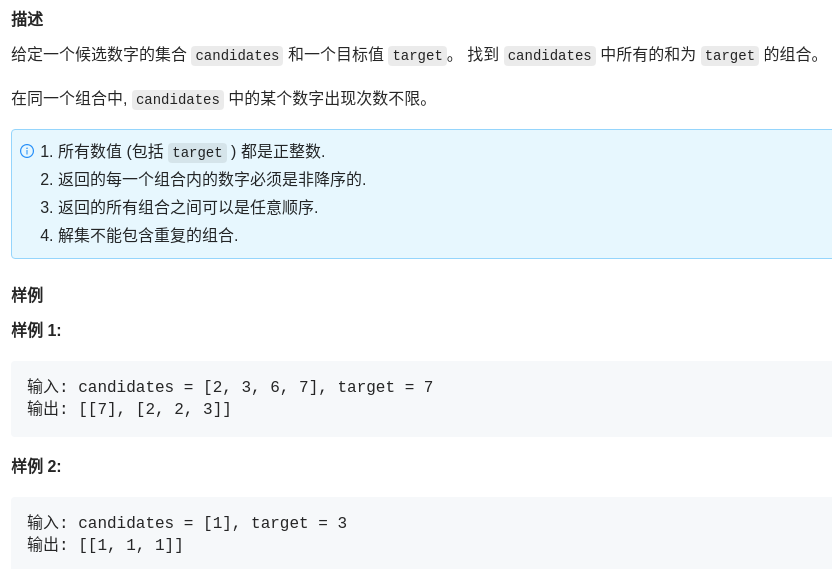 描述
给定一个候选数字的集合 candidates 和一个目标值 target。 找到 candidates 中所有的和为 target 的组合。
在同一个组合中, candidates 中的某个数字出现次数不限。
1. 所有数值 (包括 target ) 都是正整数.
2. 返回的每一个组合内的数字必须是非降序的.
3. 返回的所有组合之间可以是任意顺序.
4. 解集不能包含重复的组合.
样例
样例 1:
输入: candidates = [2, 3, 6, 7], target = 7
输出: [[7], [2, 2, 3]]
样例 2:
输入: candidates = [1], target = 3
输出: [[1, 1, 1]]